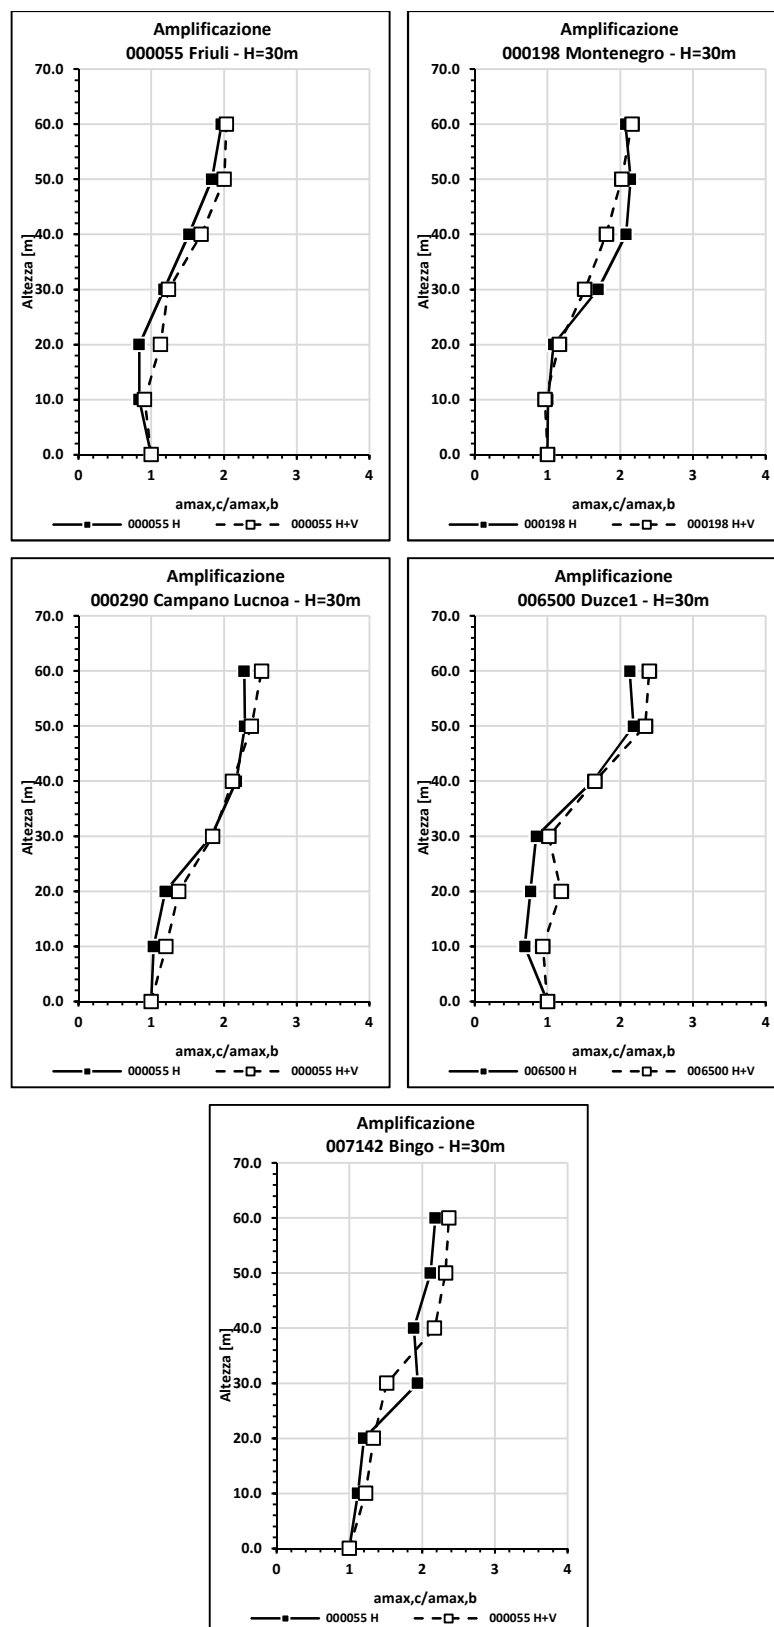 Amplificazione
000055 Friuli - H=30m
70.0
60.0
50.0
40.0
30.0
20.0
10.0
0.0
Altezza [m]
0 1 2 3 4
amax,c/amax,b
000055 H 000055 H+V
Amplificazione
000198 Montenegro - H=30m
70.0
60.0
50.0
40.0
30.0
20.0
10.0
0.0
Altezza [m]
0 1 2 3 4
amax,c/amax,b
000198 H 000198 H+V
Amplificazione
000290 Campano Lucnoa - H=30m
70.0
60.0
50.0
40.0
30.0
20.0
10.0
0.0
Altezza [m]
0 1 2 3 4
amax,c/amax,b
000055 H 000055 H+V
Amplificazione
006500 Duzce1 - H=30m
70.0
60.0
50.0
40.0
30.0
20.0
10.0
0.0
Altezza [m]
0 1 2 3 4
amax,c/amax,b
006500 H 006500 H+V
Amplificazione
007142 Bingo - H=30m
70.0
60.0
50.0
40.0
30.0
20.0
10.0
0.0
Altezza [m]
0 1 2 3 4
amax,c/amax,b
000055 H 000055 H+V